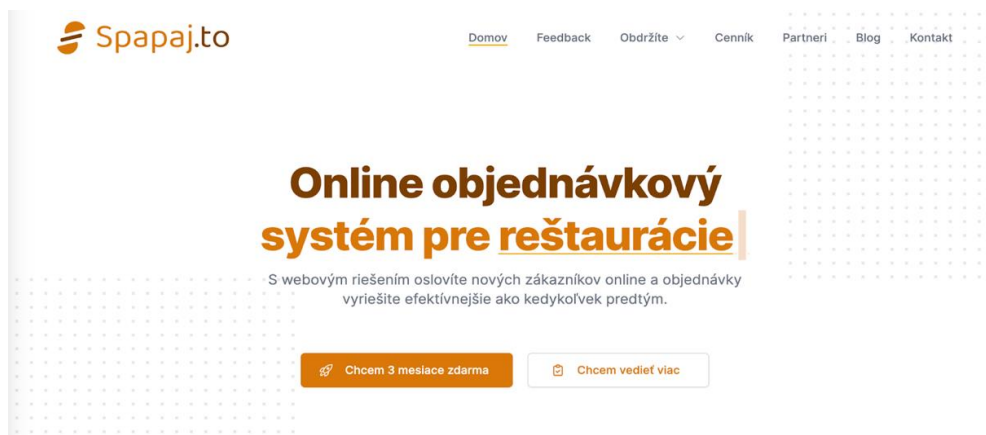 Spapaj.to
Domov Feedback Obdržíte Cenník Partneri Blog Kontakt
Online objednávkový
systém pre reštaurácie
S webovým riešením oslovíte nových zákazníkov online a objednávky
vyriešite efektívnejšie ako kedykoľvek predtým.
Chcem 3 mesiace zdarma Chcem vedieť viac